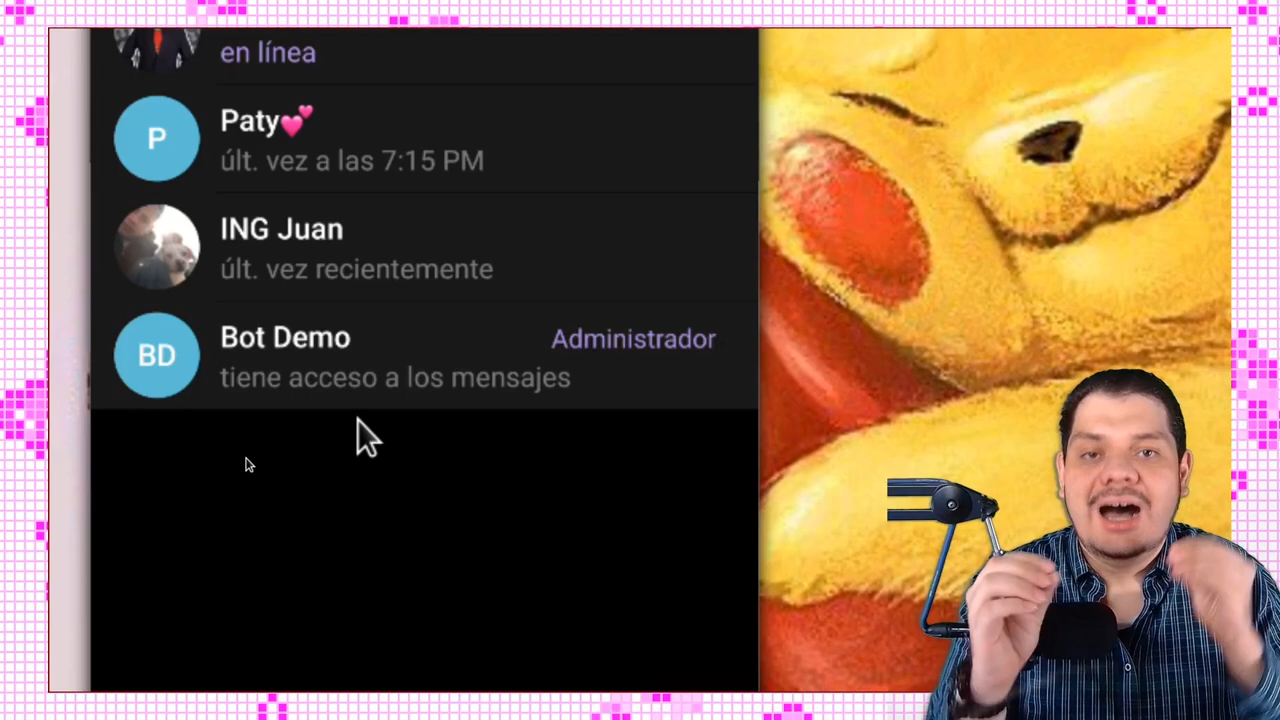 en línea
P
Paty💕
últ. vez a las 7:15 PM
ING Juan
últ. vez recientemente
BD
Bot Demo
Administrador
tiene acceso a los mensajes